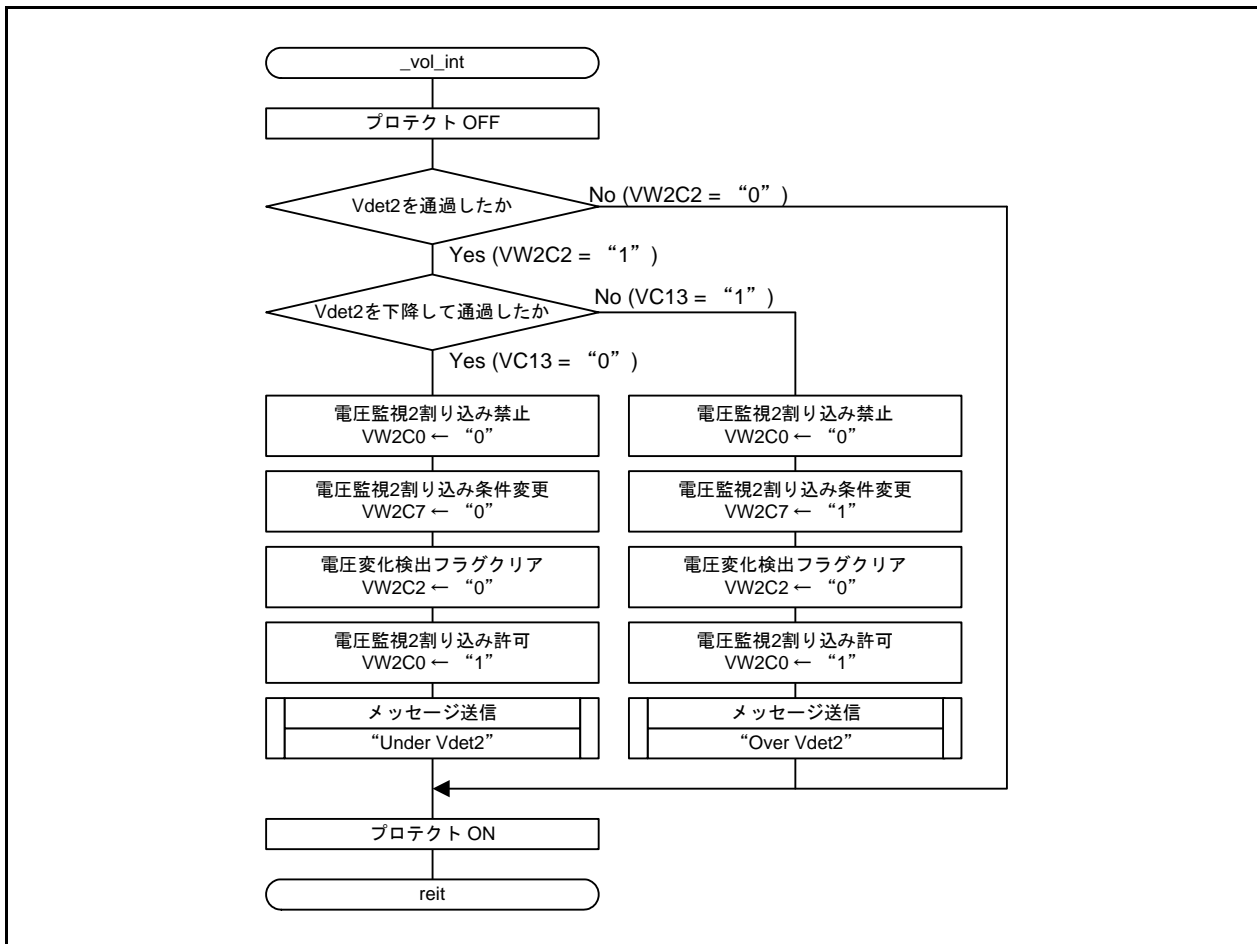 _vol_int
プロテクト OFF
Vdet2を通過したか
No (VW2C2 = “0” )
Yes (VW2C2 = “1” )
Vdet2を下降して通過したか
No (VC13 = “1” )
Yes (VC13 = “0” )
電圧監視2割り込み禁止
VW2C0 ← “0”
電圧監視2割り込み条件変更
VW2C7 ← “0”
電圧変化検出フラグクリア
VW2C2 ← “0”
電圧監視2割り込み許可
VW2C0 ← “1”
メッセージ送信
“Under Vdet2”
電圧監視2割り込み禁止
VW2C0 ← “0”
電圧監視2割り込み条件変更
VW2C7 ← “1”
電圧変化検出フラグクリア
VW2C2 ← “0”
電圧監視2割り込み許可
VW2C0 ← “1”
メッセージ送信
“Over Vdet2”
プロテクト ON
reit